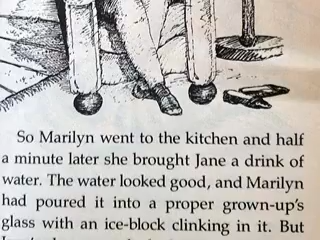 So Marilyn went to the kitchen and half
a minute later she brought Jane a drink of
water. The water looked good, and Marilyn
had poured it into a proper grown-up's
glass with an ice-block clinking in it. But